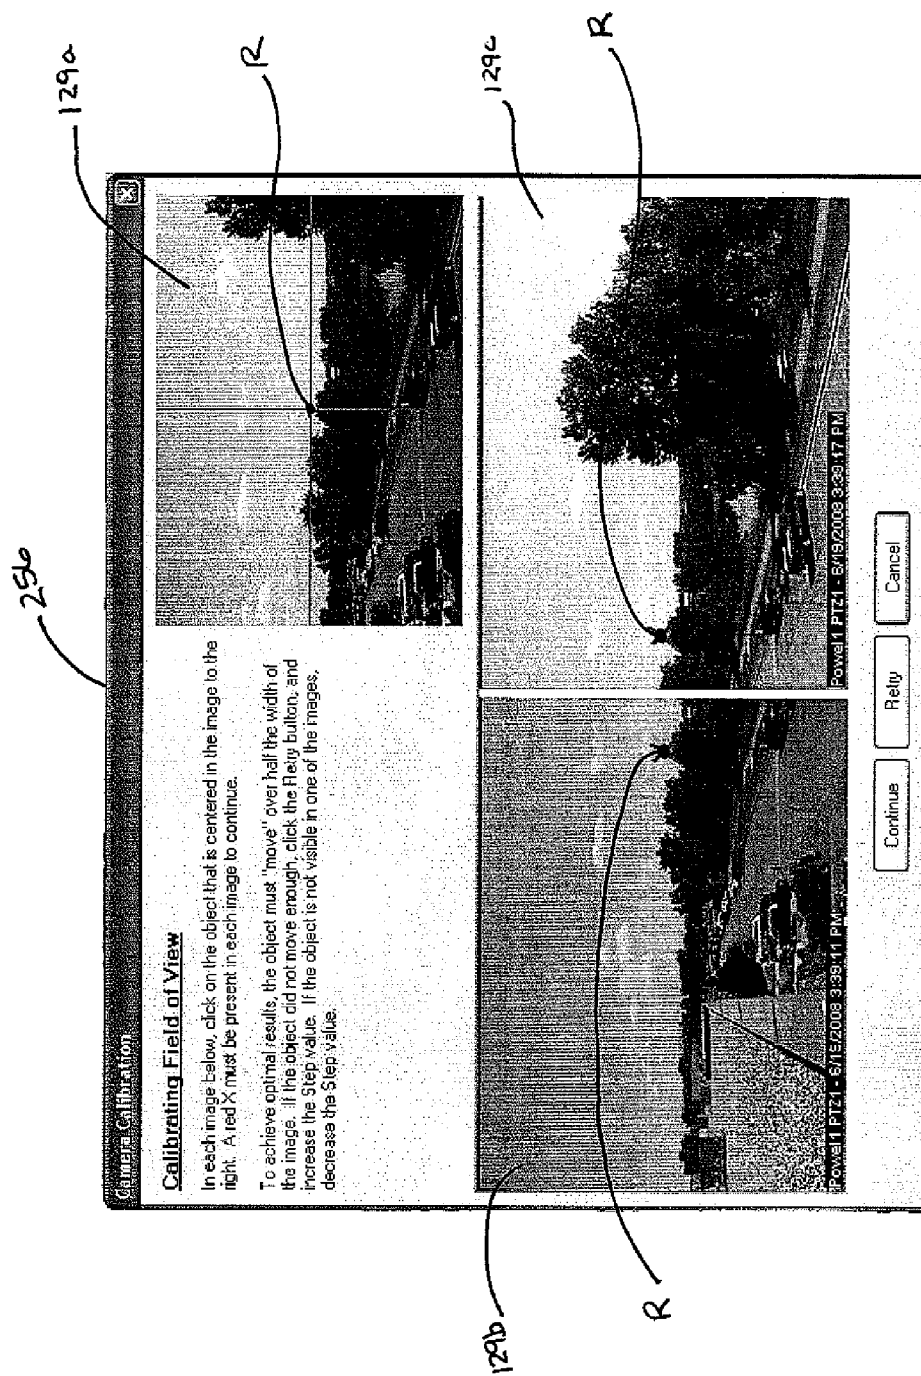 256
129a
R
Camera Calibration
Calibrating Field of View
In each image below, click on the object that is centered in the image to the
right. A red X must be present in each image to continue.
To achieve optimal results, the object must "move" over half the width of
the image. If the object did not move enough, click the Retry button, and
increase the Step value. If the object is not visible in one of the images,
decrease the Step value.
129b
129c
R
R
Powell1 PTZ1 - 6/19/2003 3:39:11 PM
Powell1 PTZ1 - 6/19/2003 3:39:17 PM
Continue
Retry
Cancel